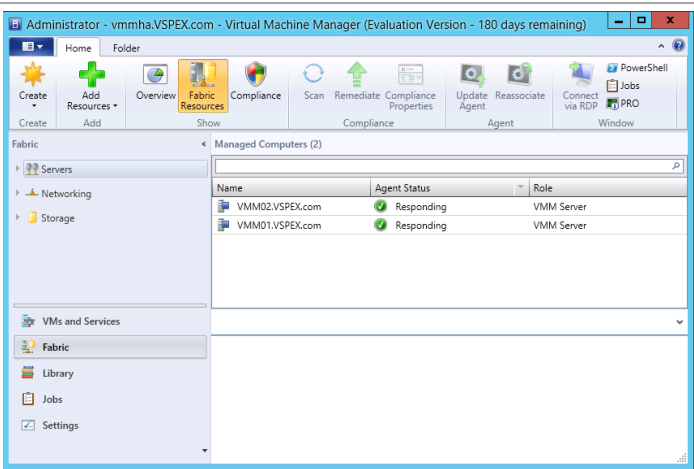 Administrator - vmmha.VSPEX.com - Virtual Machine Manager (Evaluation Version - 180 days remaining)
Home Folder
Create
Add Resources
Overview
Fabric Resources
Compliance
Scan
Remediate
Compliance Properties
Update Agent
Reassociate
Connect via RDP
PowerShell
Jobs
PRO
Create Add Show Compliance Agent Window
Fabric
Servers
Networking
Storage
VMs and Services
Fabric
Library
Jobs
Settings
Managed Computers (2)
Name Agent Status Role
VMM02.VSPEX.com Responding VMM Server
VMM01.VSPEX.com Responding VMM Server